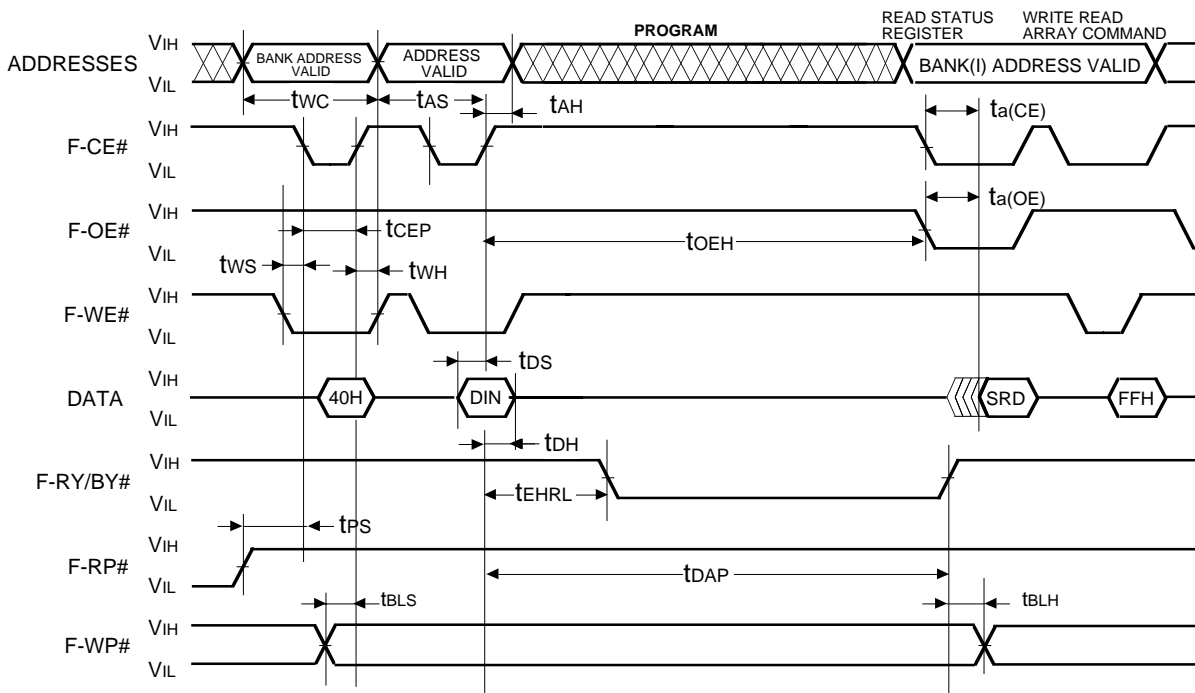 PROGRAM
READ STATUS
REGISTER
WRITE READ
ARRAY COMMAND
ADDRESSES
VIH
VIL
BANK ADDRESS
VALID
ADDRESS
VALID
BANK(I) ADDRESS VALID
tWC
tAS
tAH
ta(CE)
F-CE#
VIH
VIL
ta(OE)
F-OE#
VIH
VIL
tCEP
tOEH
tWS
tWH
F-WE#
VIH
VIL
tDS
DATA
VIH
VIL
40H
DIN
SRD
FFH
tDH
F-RY/BY#
VIH
VIL
tEHRL
tPS
F-RP#
VIH
VIL
tDAP
tBLS
tBLH
F-WP#
VIH
VIL